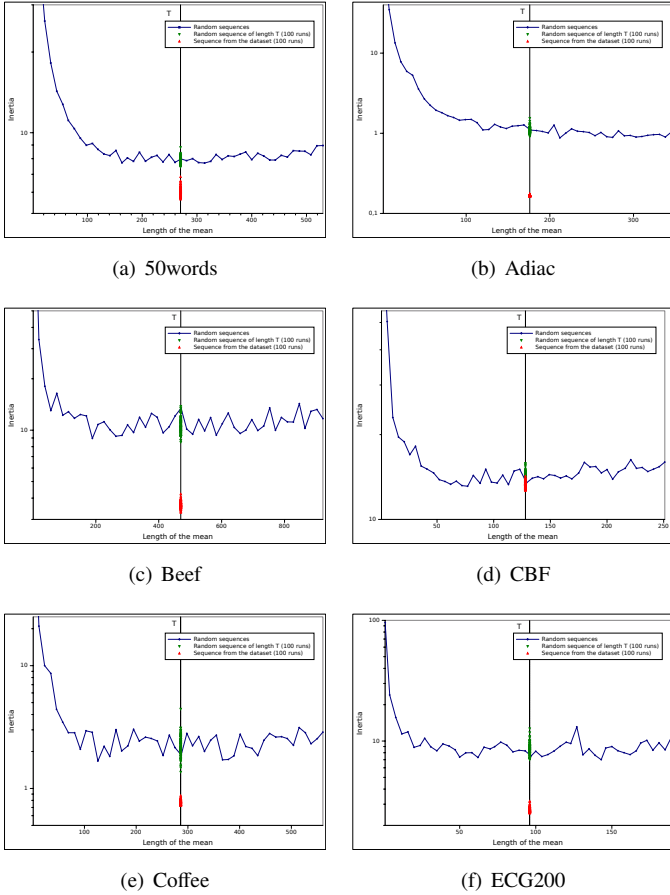 T
Random sequences
Random sequence of length T (100 runs)
Sequence from the dataset (100 runs)
Inertia
10
100 200 300 400 500
Length of the mean
(a) 50words
T
Random sequences
Random sequence of length T (100 runs)
Sequence from the dataset (100 runs)
Inertia
10
1
0,1
100 200 300
Length of the mean
(b) Adiac
T
Random sequences
Random sequence of length T (100 runs)
Sequence from the dataset (100 runs)
Inertia
10
200 400 600 800
Length of the mean
(c) Beef
T
Random sequences
Random sequence of length T (100 runs)
Sequence from the dataset (100 runs)
Inertia
10
50 100 150 200 250
Length of the mean
(d) CBF
T
Random sequences
Random sequence of length T (100 runs)
Sequence from the dataset (100 runs)
Inertia
10
1
100 200 300 400 500
Length of the mean
(e) Coffee
T
Random sequences
Random sequence of length T (100 runs)
Sequence from the dataset (100 runs)
Inertia
100
10
50 100 150
Length of the mean
(f) ECG200